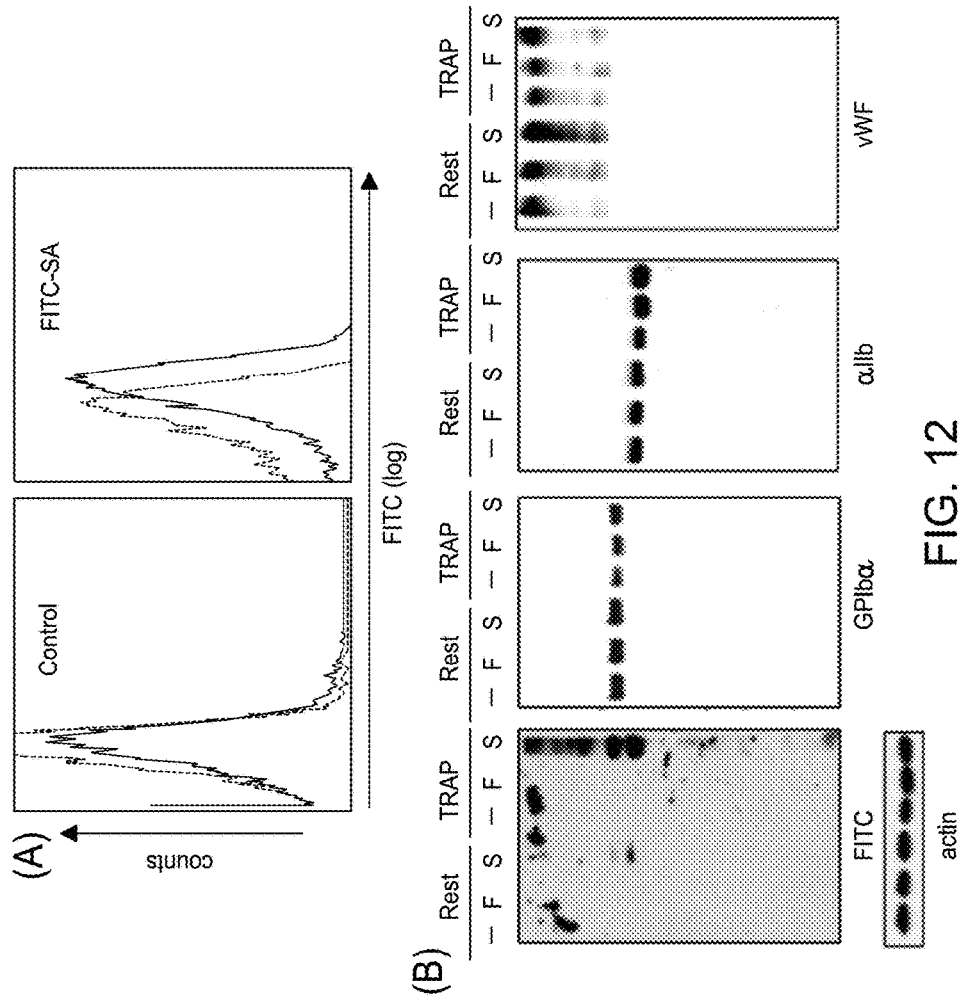 (A)
counts
Control
FITC-SA
FITC (log)
(B)
Rest TRAP Rest TRAP Rest TRAP Rest TRAP
— F S — F S — F S — F S — F S — F S — F S — F S
FITC GPIbα αIIb vWF
actin
FIG. 12